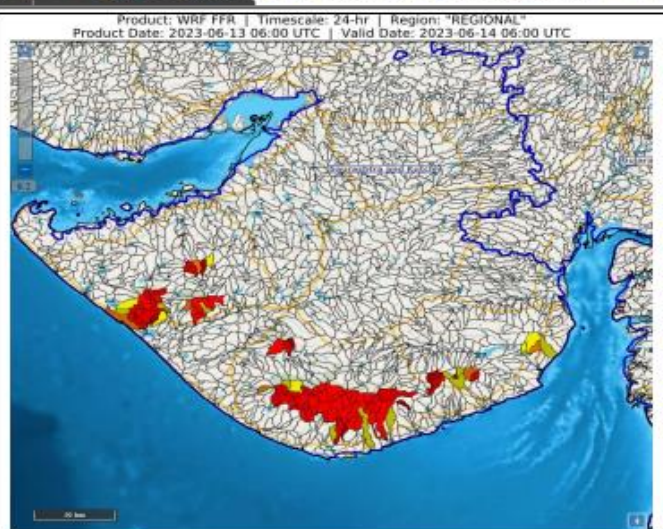 Product: WRF FFR | Timescale: 24-hr | Region: "REGIONAL"
Product Date: 2023-06-13 06:00 UTC | Valid Date: 2023-06-14 06:00 UTC